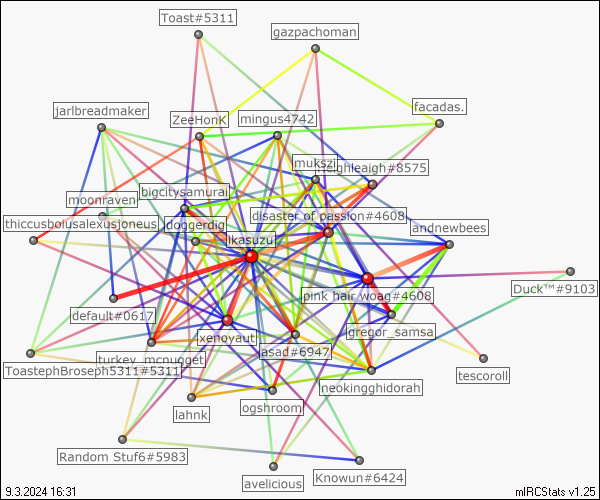 Toast#5311
gazpachoman
jarlbreadmaker
facadas.
ZeeHonK
mingus4742
mukszi
#8575
bigcitysamurai
moonraven
disaster of passion#4608
doggerdig
andnewbees
likasuzu
default#0617
pink hair woag#4608
Duck™#9103
gregor_samsa
xenoyaut
asad#6947
turkey_mcnugget
ToastephBroseph5311#5311
tescoroll
neokingghidorah
lahnk
ogshroom
Random Stuf6#5983
avelicious
Knowun#6424
9.3.2024 16:31
mIRCStats v1.25